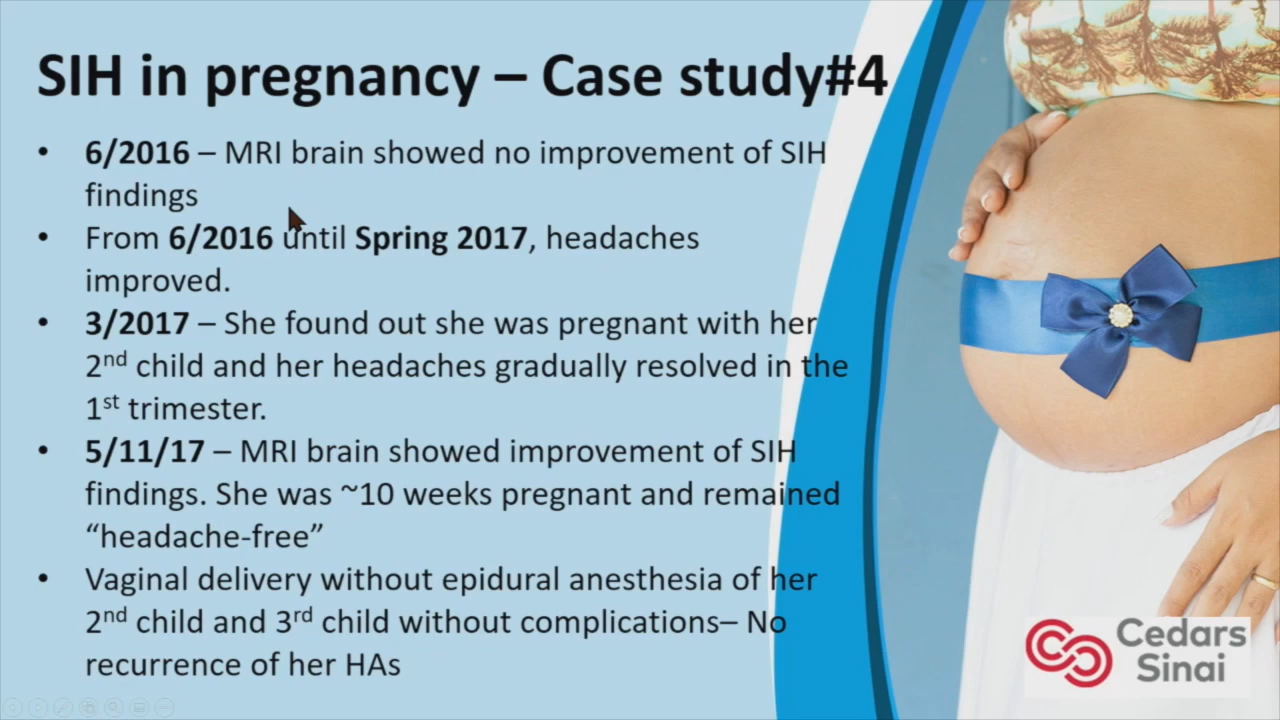 SIH in pregnancy – Case study#4
• 6/2016 – MRI brain showed no improvement of SIH
findings
• From 6/2016 until Spring 2017, headaches
improved.
• 3/2017 – She found out she was pregnant with her
2nd child and her headaches gradually resolved in the
1st trimester.
• 5/11/17 – MRI brain showed improvement of SIH
findings. She was ~10 weeks pregnant and remained
“headache-free”
• Vaginal delivery without epidural anesthesia of her
2nd child and 3rd child without complications– No
recurrence of her HAs
Cedars
Sinai